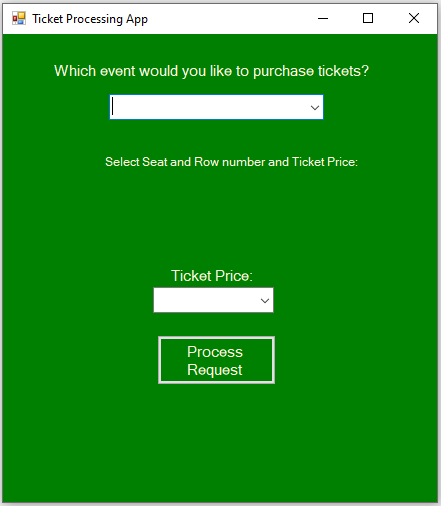 Ticket Processing App
Which event would you like to purchase tickets?
Select Seat and Row number and Ticket Price:
Ticket Price:
Process
Request